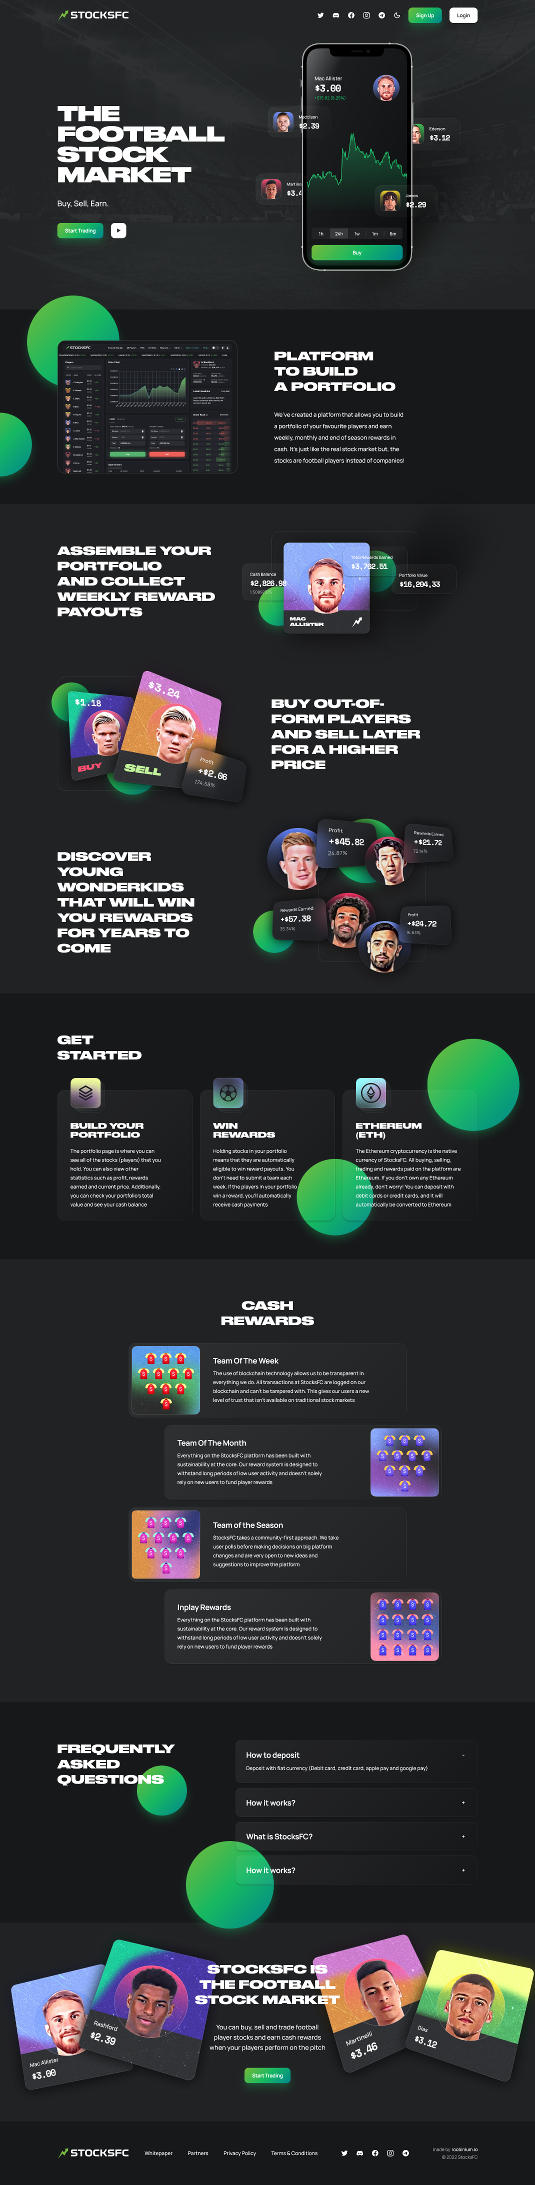 STOCKSFC
Sign Up
Login
THE
FOOTBALL
STOCK
MARKET
Buy, Sell, Earn.
Start Trading
Mac Allister
$3.00
Maddison
$2.39
Ederson
$3.12
$2.29
1h 24h 1w 1m 6m
Buy
STOCKSFC
PLATFORM
TO BUILD
A PORTFOLIO
We've created a platform that allows you to build
a portfolio of your favourite players and earn
weekly, monthly and end of season rewards in
cash. It's just like the real stock market but, the
stocks are football players instead of companies!
ASSEMBLE YOUR
PORTFOLIO
AND COLLECT
WEEKLY REWARD
PAYOUTS
Cash Balance
$2,826.98
Total Rewards Earned
$3,762.51
Portfolio Value
$16,204.33
MAC
ALLISTER
$1.18
BUY
$3.24
SELL
Profit
+$2.06
174.58%
BUY OUT-OF-
FORM PLAYERS
AND SELL LATER
FOR A HIGHER
PRICE
DISCOVER
YOUNG
WONDERKIDS
THAT WILL WIN
YOU REWARDS
FOR YEARS TO
COME
Profit
+$45.82
Rewards Earned
+$21.72
Rewards Earned
+$57.38
Profit
+$24.72
GET
STARTED
BUILD YOUR
PORTFOLIO
The portfolio page is where you can
see all of the stocks (players) that you
hold. You can also view other
statistics such as profit, rewards
earned and current price. Additionally,
you can check your portfolio's total
value and see your cash balance
WIN
REWARDS
Holding stocks in your portfolio
means that they are automatically
eligible to win reward payouts. You
don't need to submit a team each
week. If the players in your portfolio
win a reward, you'll automatically
receive cash payments
ETHEREUM
(ETH)
The Ethereum cryptocurrency is the native
currency of StocksFC. All buying, selling,
trading and rewards paid on the platform are
Ethereum. If you don't own any Ethereum
already, don't worry! You can deposit with
debit cards or credit cards, and it will
automatically be converted to Ethereum
CASH
REWARDS
Team Of The Week
The use of blockchain technology allows us to be transparent in
everything we do. All transactions at StocksFC are logged on our
blockchain and can't be tampered with. This gives our users a new
level of trust that isn't available on traditional stock markets
Team Of The Month
Everything on the StocksFC platform has been built with
sustainability at the core. Our reward system is designed to
withstand long periods of low user activity and doesn't solely
rely on new users to fund player rewards
Team of the Season
StocksFC takes a community-first approach. We take
user polls before making decisions on big platform
changes and are very open to new ideas and
suggestions to improve the platform
Inplay Rewards
Everything on the StocksFC platform has been built with
sustainability at the core. Our reward system is designed to
withstand long periods of low user activity and doesn't solely
rely on new users to fund player rewards
FREQUENTLY
ASKED
QUESTIONS
How to deposit -
Deposit with fiat currency (Debit card, credit card, apple pay and google pay)
How it works? +
What is StocksFC? +
How it works? +
Mac Allister
$3.00
Rashford
$2.39
STOCKSFC IS
THE FOOTBALL
STOCK MARKET
You can buy, sell and trade football
player stocks and earn cash rewards
when your players perform on the pitch
Start Trading
Martinelli
$3.46
Dias
$3.12
STOCKSFC
Whitepaper
Partners
Privacy Policy
Terms & Conditions
made by roobinium.io
© 2022 StocksFC